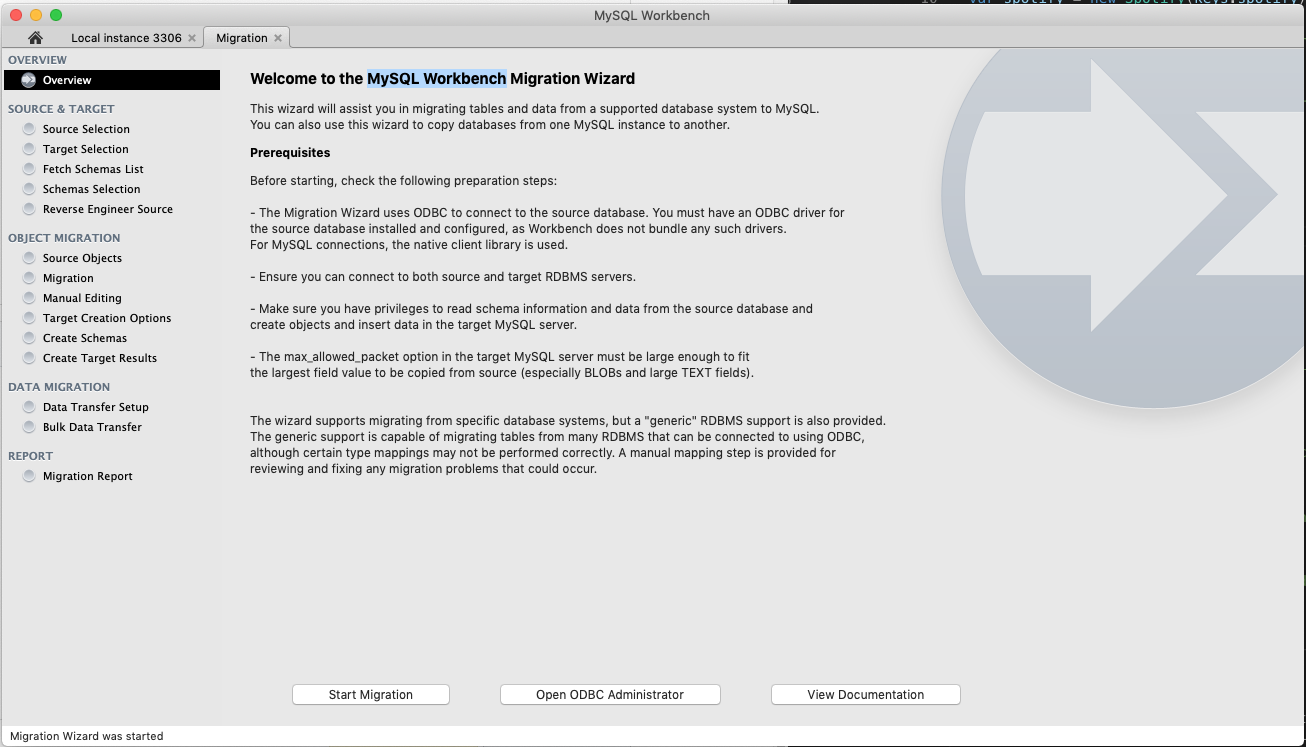 10 var spotify = new Spotify(keys.spotify)
MySQL Workbench
Local instance 3306
Migration
OVERVIEW
Overview
SOURCE & TARGET
Source Selection
Target Selection
Fetch Schemas List
Schemas Selection
Reverse Engineer Source
OBJECT MIGRATION
Source Objects
Migration
Manual Editing
Target Creation Options
Create Schemas
Create Target Results
DATA MIGRATION
Data Transfer Setup
Bulk Data Transfer
REPORT
Migration Report
Welcome to the MySQL Workbench Migration Wizard
This wizard will assist you in migrating tables and data from a supported database system to MySQL.
You can also use this wizard to copy databases from one MySQL instance to another.
Prerequisites
Before starting, check the following preparation steps:
- The Migration Wizard uses ODBC to connect to the source database. You must have an ODBC driver for
the source database installed and configured, as Workbench does not bundle any such drivers.
For MySQL connections, the native client library is used.
- Ensure you can connect to both source and target RDBMS servers.
- Make sure you have privileges to read schema information and data from the source database and
create objects and insert data in the target MySQL server.
- The max_allowed_packet option in the target MySQL server must be large enough to fit
the largest field value to be copied from source (especially BLOBs and large TEXT fields).
The wizard supports migrating from specific database systems, but a "generic" RDBMS support is also provided.
The generic support is capable of migrating tables from many RDBMS that can be connected to using ODBC,
although certain type mappings may not be performed correctly. A manual mapping step is provided for
reviewing and fixing any migration problems that could occur.
Start Migration
Open ODBC Administrator
View Documentation
Migration Wizard was started